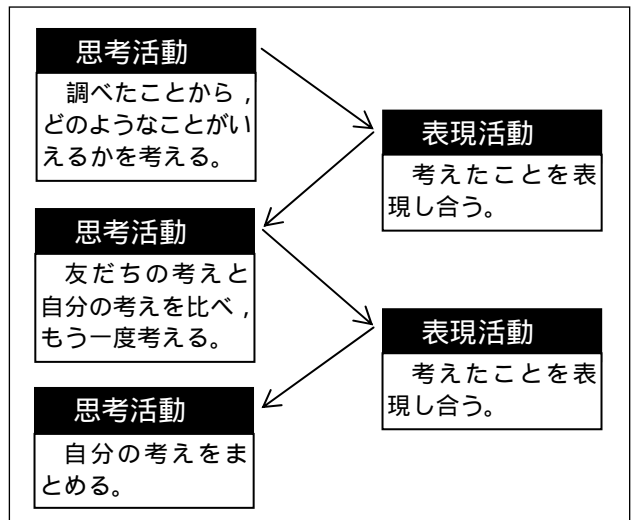 思考活動
調べたことから,
どのようなことがい
えるかを考える。
表現活動
考えたことを表
現し合う。
思考活動
友だちの考えと
自分の考えを比べ,
もう一度考える。
表現活動
考えたことを表
現し合う。
思考活動
自分の考えをま
とめる。